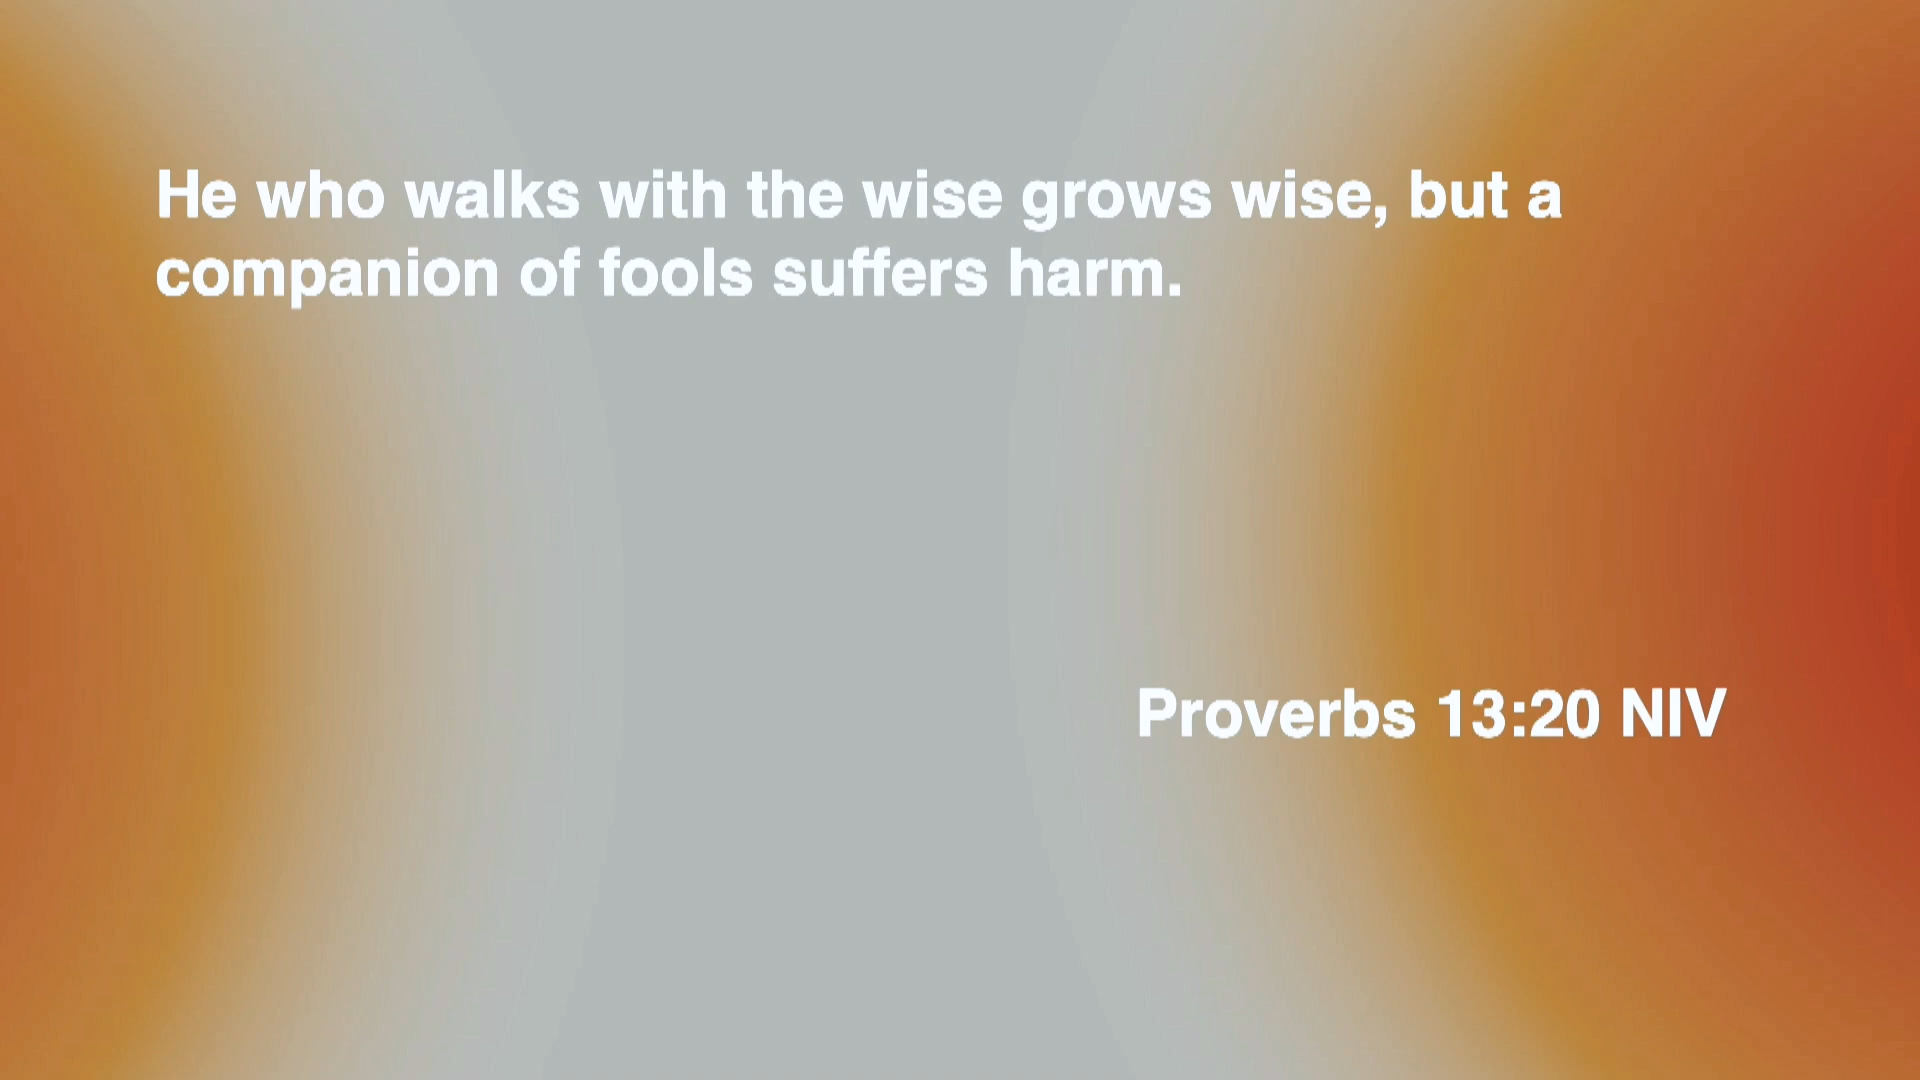 He who walks with the wise grows wise, but a
companion of fools suffers harm.
Proverbs 13:20 NIV